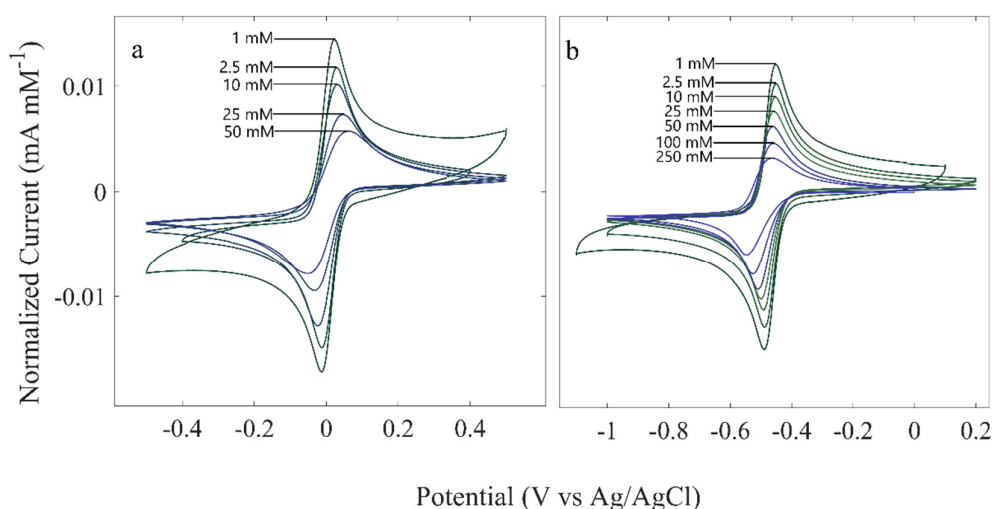 a
1 mM
2.5 mM
10 mM
25 mM
50 mM
b
1 mM
2.5 mM
10 mM
25 mM
50 mM
100 mM
250 mM
Normalized Current (mA mM⁻¹)
0.01
0
-0.01
-0.4
-0.2
0
0.2
0.4
-1
-0.8
-0.6
-0.4
-0.2
0
0.2
Potential (V vs Ag/AgCl)